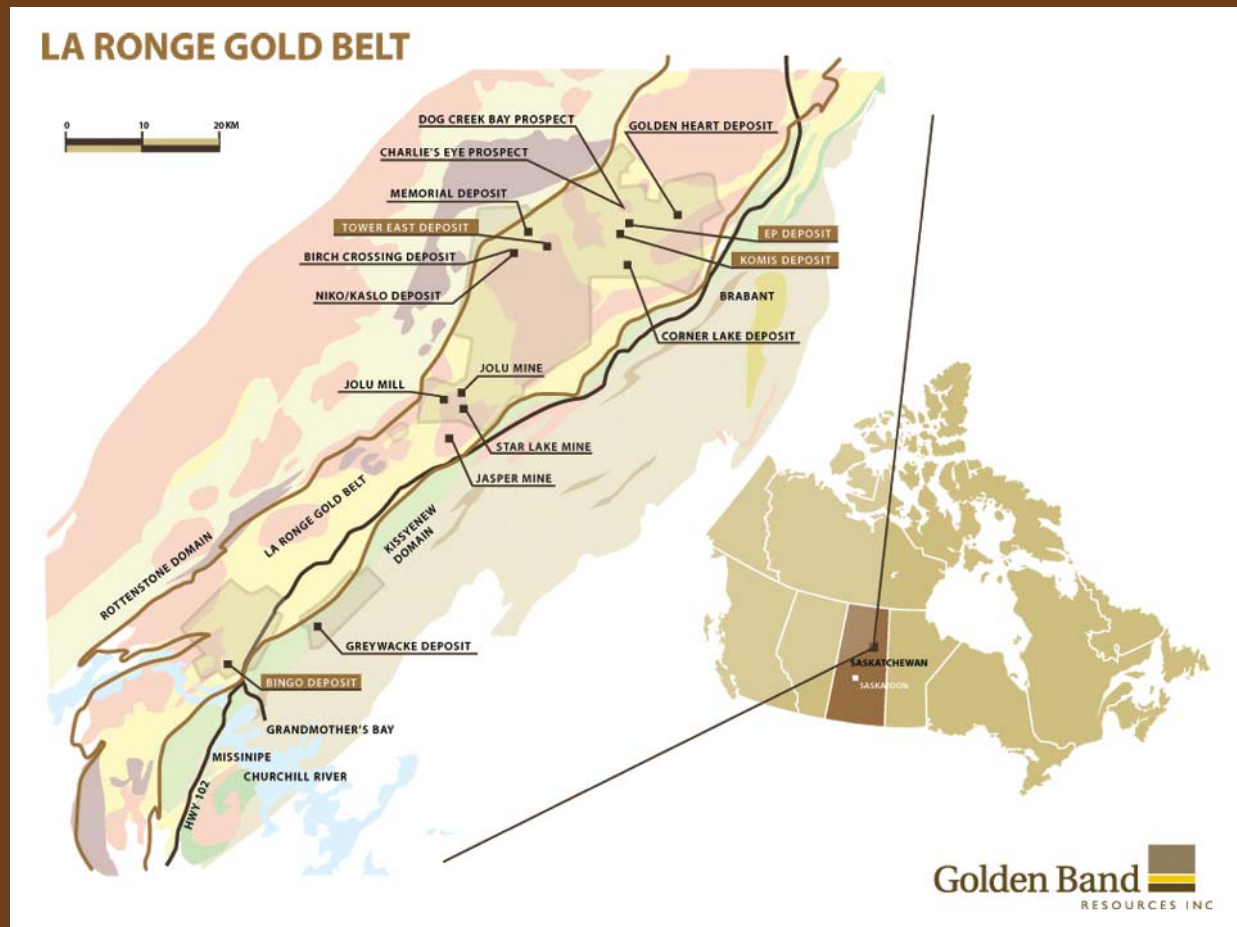 LA RONGE GOLD BELT
0 10 20 KM
DOG CREEK BAY PROSPECT
GOLDEN HEART DEPOSIT
CHARLIE'S EYE PROSPECT
MEMORIAL DEPOSIT
TOWER EAST DEPOSIT
EP DEPOSIT
BIRCH CROSSING DEPOSIT
KOMIS DEPOSIT
NIKO/KASLO DEPOSIT
BRABANT
CORNER LAKE DEPOSIT
JOLU MINE
JOLU MILL
STAR LAKE MINE
JASPER MINE
LA RONGE GOLD BELT
KISSYENEW
DOMAIN
ROTTENSTONE DOMAIN
GREYWACKE DEPOSIT
BINGO DEPOSIT
GRANDMOTHER'S BAY
MISSINIPE
CHURCHILL RIVER
HWY 102
SASKATCHEWAN
SASKATOON
Golden Band
RESOURCES INC